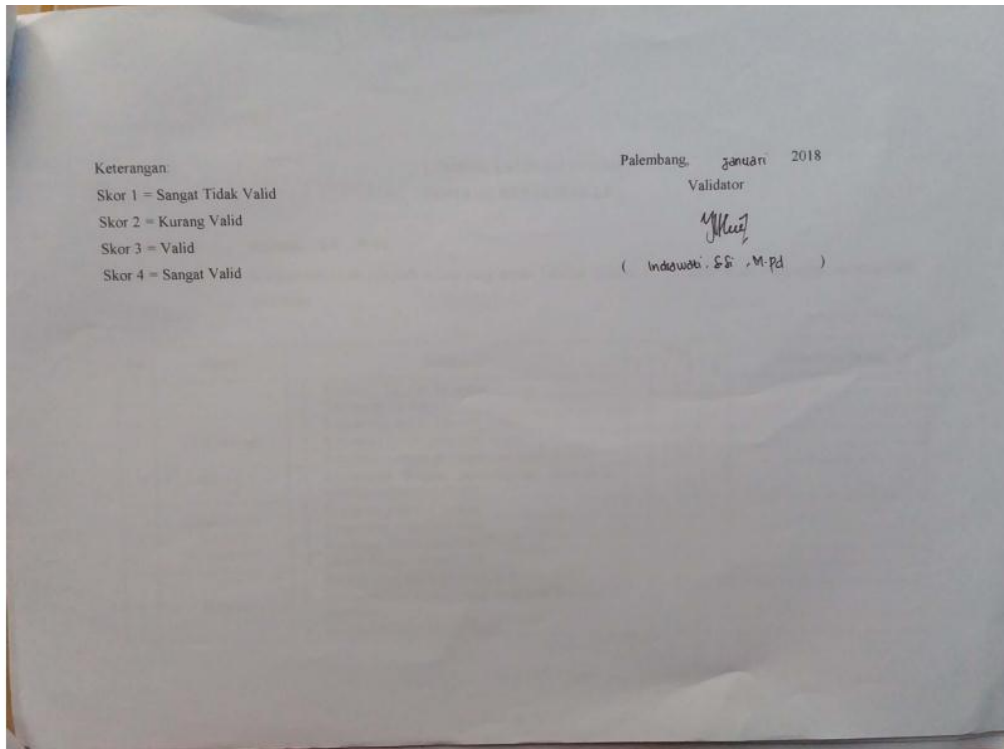 Keterangan:
Skor 1 = Sangat Tidak Valid
Skor 2 = Kurang Valid
Skor 3 = Valid
Skor 4 = Sangat Valid
Palembang, Januari 2018
Validator
( Indrawati, S.Si , M.Pd )